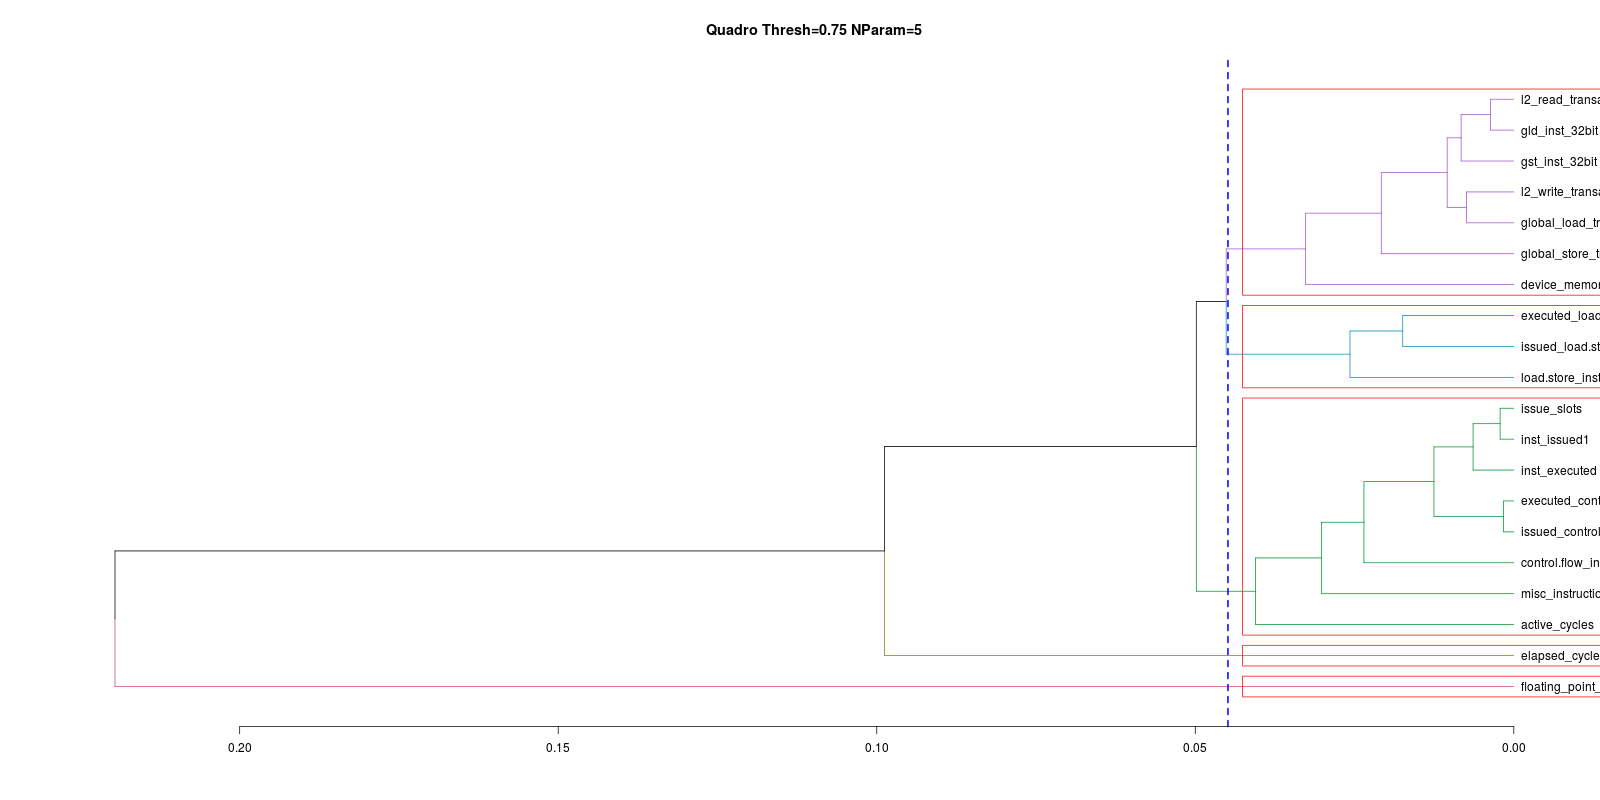 Quadro Thresh=0.75 NParam=5
l2_read_transa
gld_inst_32bit
gst_inst_32bit
l2_write_transa
global_load_tr
global_store_t
device_memor
executed_load
issued_load.st
load.store_inst
issue_slots
inst_issued1
inst_executed
executed_cont
issued_control
control.flow_in
misc_instructio
active_cycles
elapsed_cycle
floating_point_
0.20 0.15 0.10 0.05 0.00